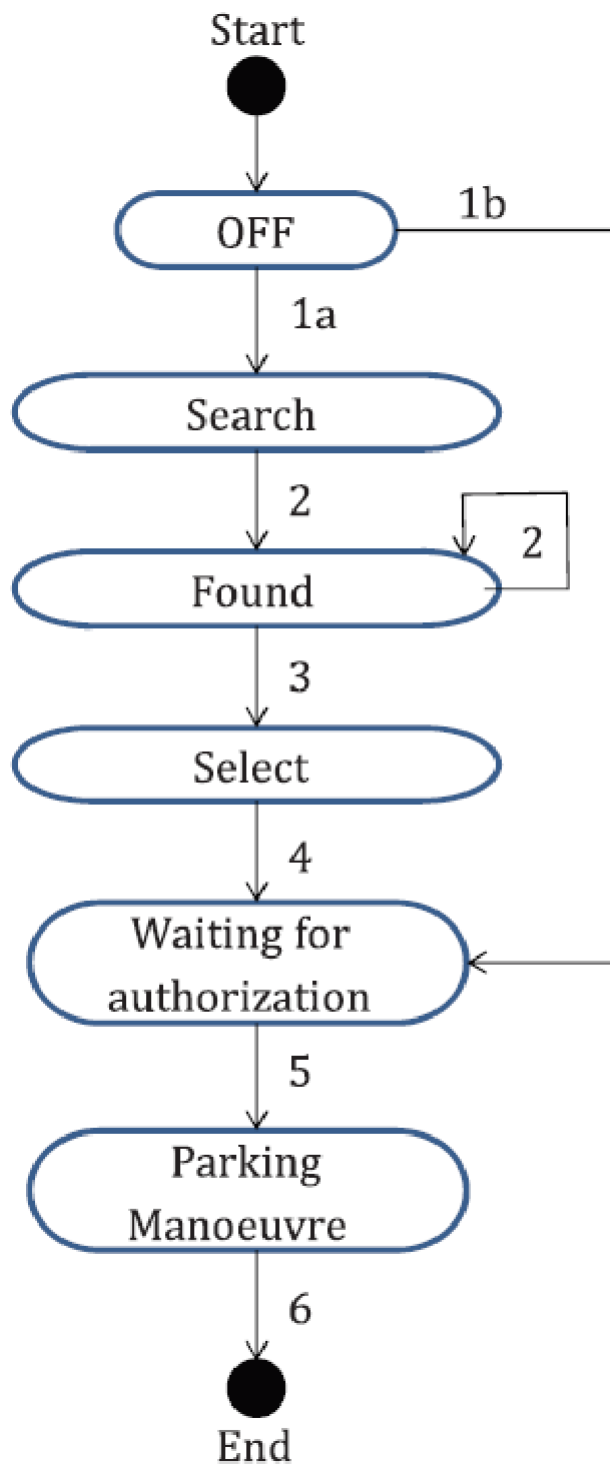 Start
OFF
1b
1a
Search
2
2
Found
3
Select
4
Waiting for
authorization
5
Parking
Manoeuvre
6
End